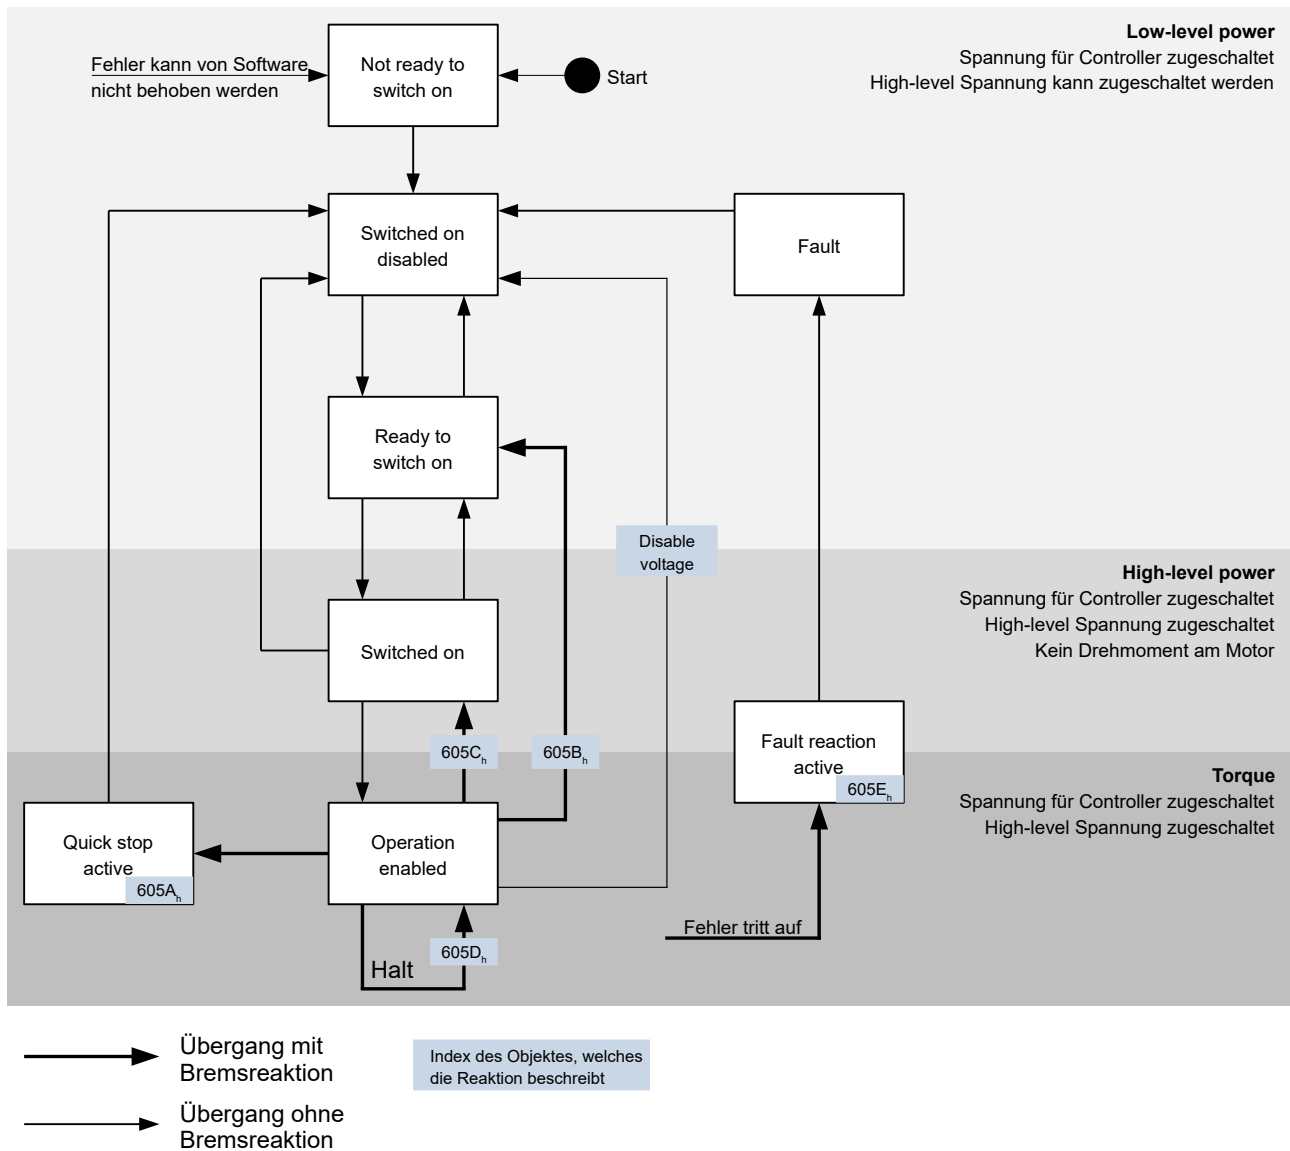 Low-level power
Spannung für Controller zugeschaltet
High-level Spannung kann zugeschaltet werden
Fehler kann von Software
nicht behoben werden
Not ready to
switch on
Start
Switched on
disabled
Fault
Ready to
switch on
Disable
voltage
High-level power
Spannung für Controller zugeschaltet
High-level Spannung zugeschaltet
Kein Drehmoment am Motor
Switched on
605Ch
605Bh
Fault reaction
active
605Eh
Torque
Spannung für Controller zugeschaltet
High-level Spannung zugeschaltet
Quick stop
active
605Ah
Operation
enabled
Fehler tritt auf
605Dh
Halt
Übergang mit
Bremsreaktion
Index des Objektes, welches
die Reaktion beschreibt
Übergang ohne
Bremsreaktion